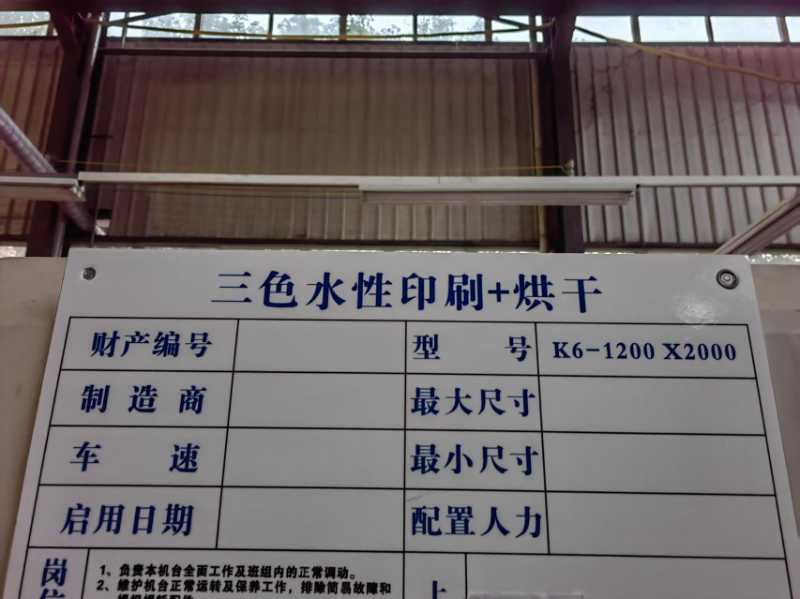 三色水性印刷+烘干
财产编号 型 号 K6-1200 X2000
制造商 最大尺寸
车 速 最小尺寸
启用日期 配置人力
岗
1、负责本机台全面工作及班组内的正常调动。
2、维护机台正常运转及保养工作，排除简易故障和